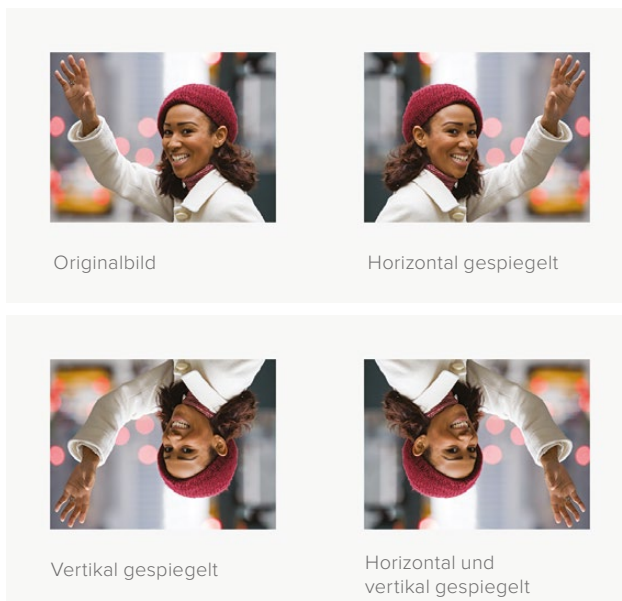 Originalbild
Horizontal gespiegelt
Vertikal gespiegelt
Horizontal und
vertikal gespiegelt